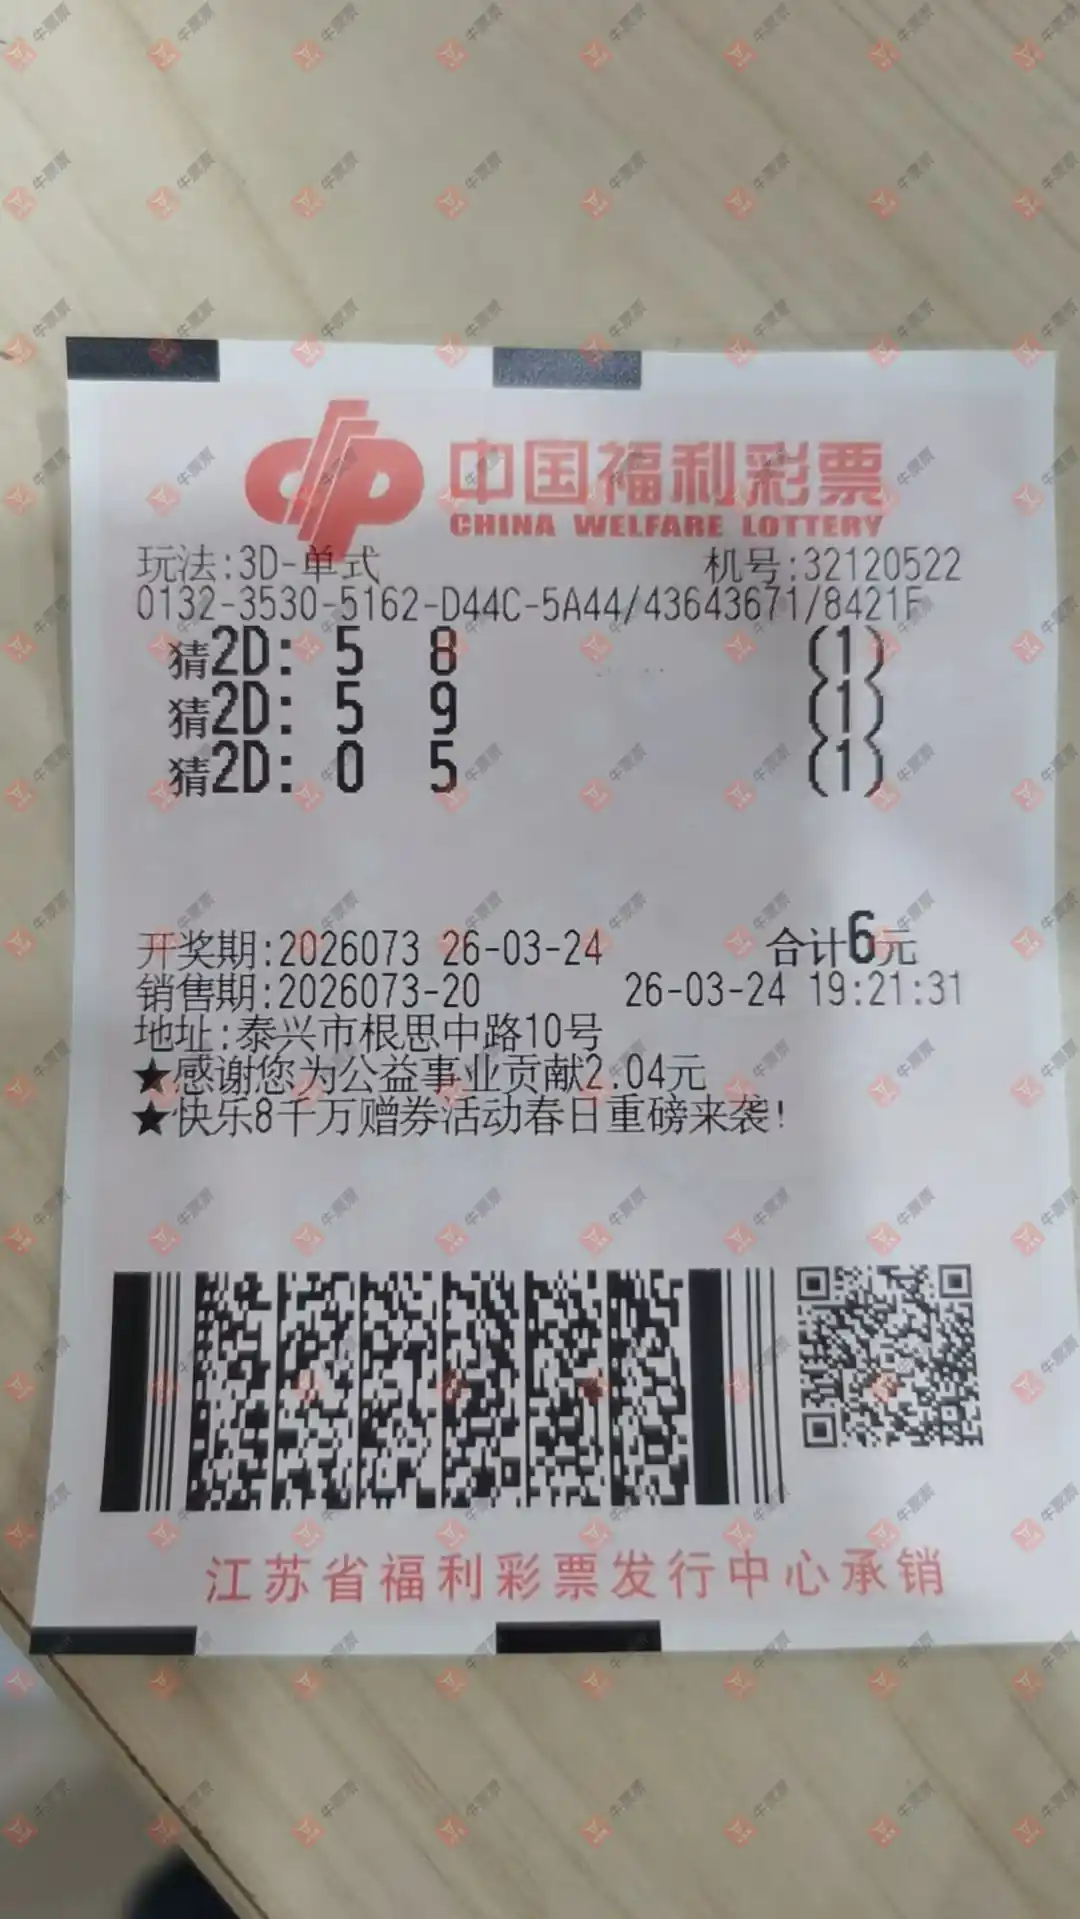 中国福利彩票
CHINA WELFARE LOTTERY
玩法:3D-单式 机号:32120522
0132-3530-5162-D44C-5A44/43643671/8421F
猜2D: 5 8 (1)
猜2D: 5 9 (1)
猜2D: 0 5 (1)
开奖期:2026073 26-03-24 合计6元
销售期:2026073-20 26-03-24 19:21:31
地址:泰兴市根思中路10号
★感谢您为公益事业贡献2.04元
★快乐8千万赠券活动春日重磅来袭!
江苏省福利彩票发行中心承销
牛票票